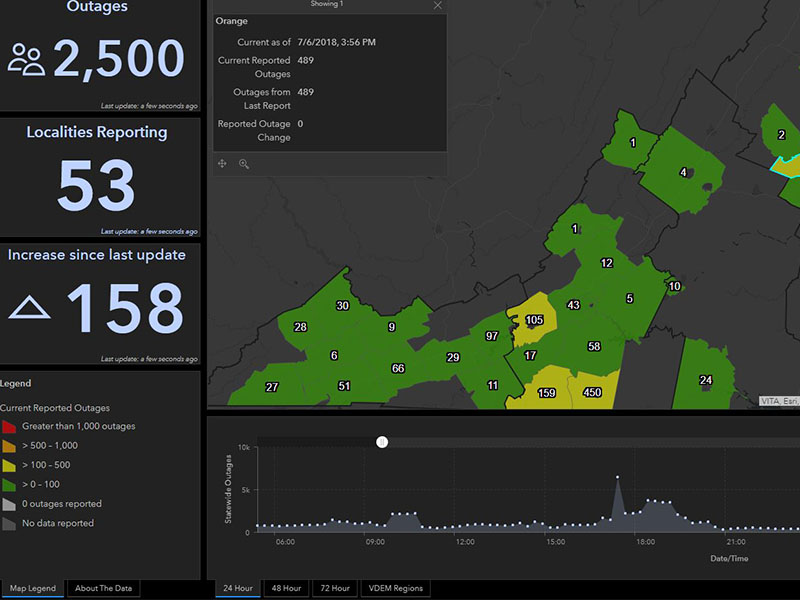 Outages
2,500
Last update: a few seconds ago
Localities Reporting
53
Last update: a few seconds ago
Increase since last update
158
Last update: a few seconds ago
Legend
Current Reported Outages
Greater than 1,000 outages
> 500 - 1,000
> 100 - 500
> 0 - 100
0 outages reported
No data reported
Map Legend
About The Data
Showing 1
Orange
Current as of 7/6/2018, 3:56 PM
Current Reported 489
Outages
Outages from 489
Last Report
Reported Outage 0
Change
1
2
4
1
12
10
43
5
30
105
28
9
97
58
6
17
29
66
24
27
51
11
159
450
VITA, Esri,
Statewide Outages
10k
5k
0
06:00
09:00
12:00
15:00
18:00
21:00
Date/Time
24 Hour
48 Hour
72 Hour
VDEM Regions